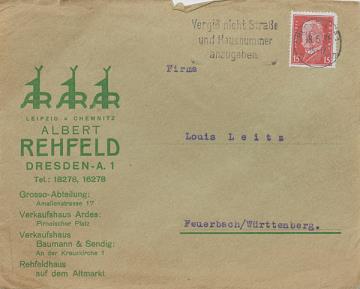 Vergiß nicht Straße
und Hausnummer
anzugeben
15 15
Firma
LEIPZIG + CHEMNITZ
ALBERT
REHFELD
DRESDEN-A. 1
Tel.: 18278, 16278
Louis Leitz
Grosso-Abteilung:
Amalienstrasse 17
Verkaufshaus Ardea:
Pirnaischer Platz
Verkaufshaus
Baumann & Sendig:
An der Kreuzkirche 1
Rehfeldhaus
auf dem Altmarkt
Feuerbach/Württemberg.